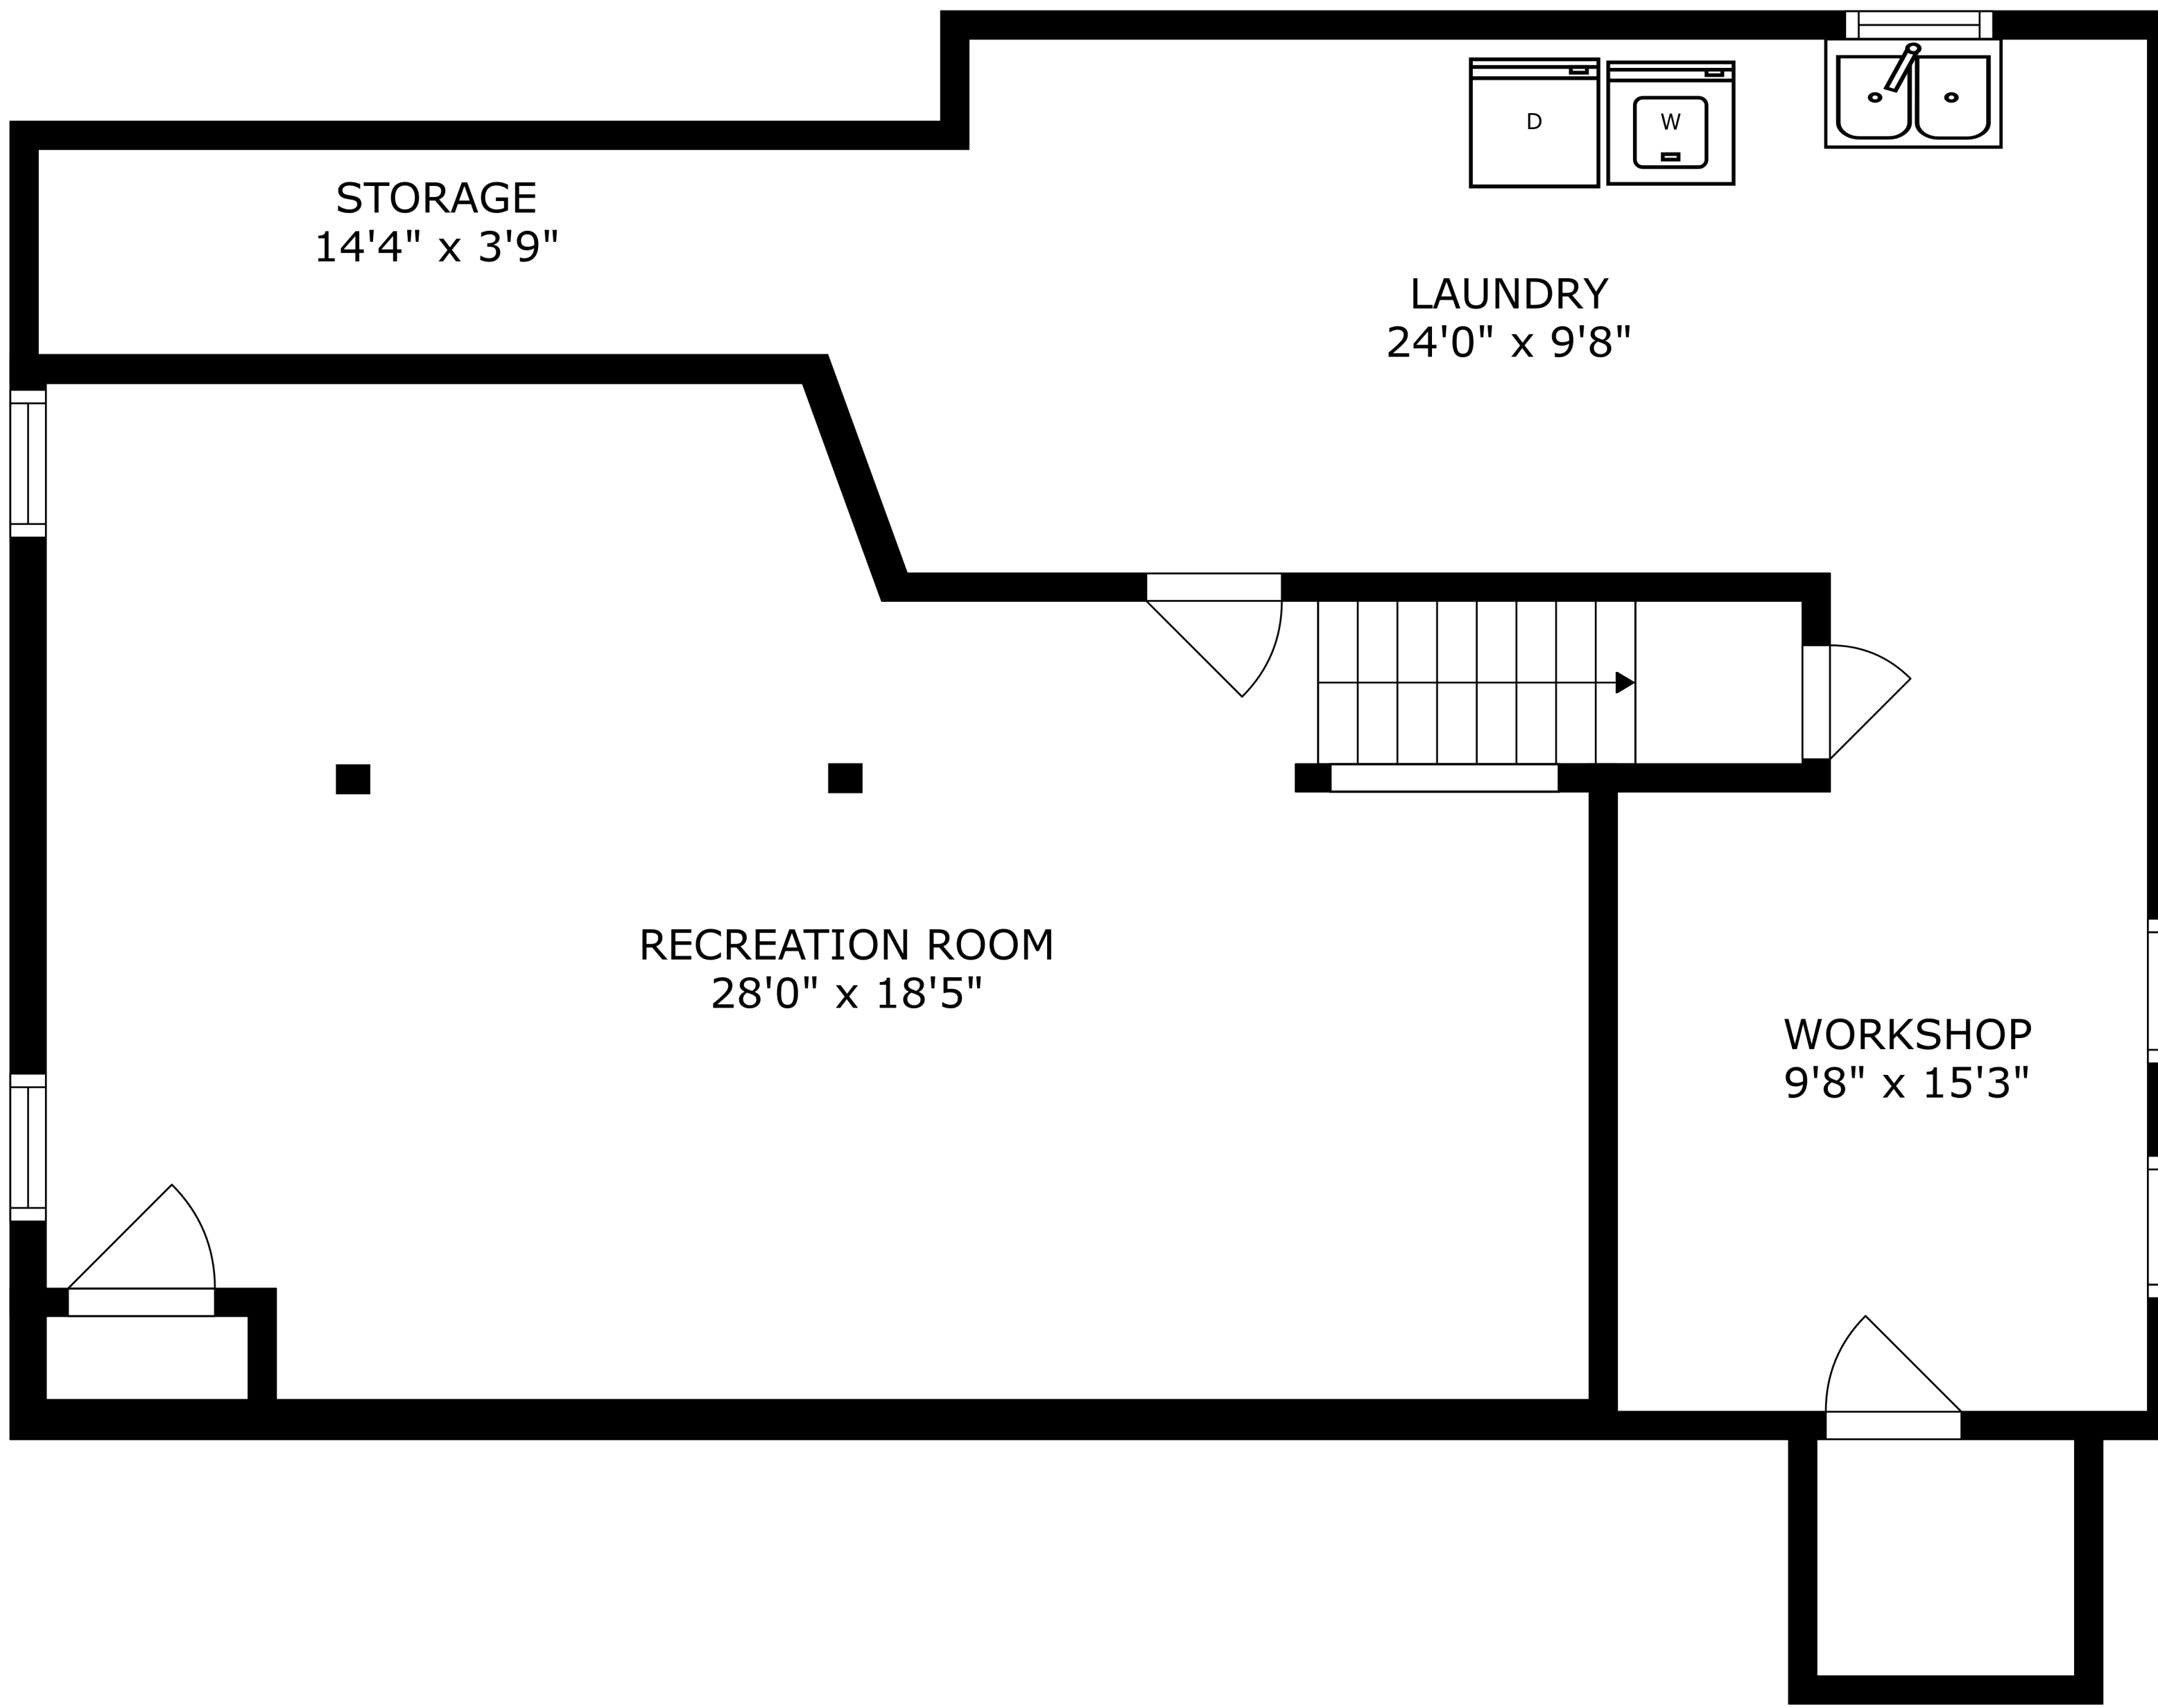 STORAGE
14'4" x 3'9"
D
W
LAUNDRY
24'0" x 9'8"
RECREATION ROOM
28'0" x 18'5"
WORKSHOP
9'8" x 15'3"